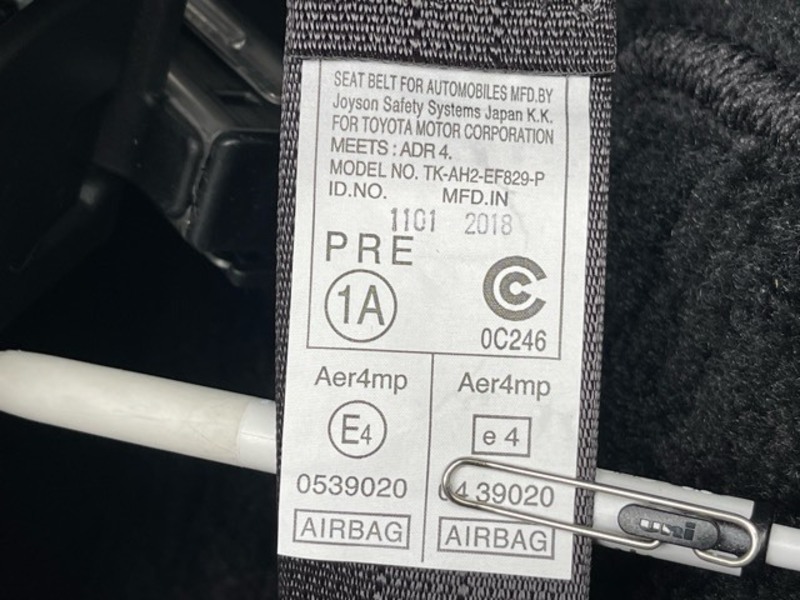 SEAT BELT FOR AUTOMOBILES MFD.BY
Joyson Safety Systems Japan K.K.
FOR TOYOTA MOTOR CORPORATION
MEETS : ADR 4.
MODEL NO. TK-AH2-EF829-P
ID.NO. MFD.IN
1101 2018
PRE
1A
C
0C246
Aer4mp Aer4mp
E4 e 4
0539020 0439020
AIRBAG AIRBAG
uni